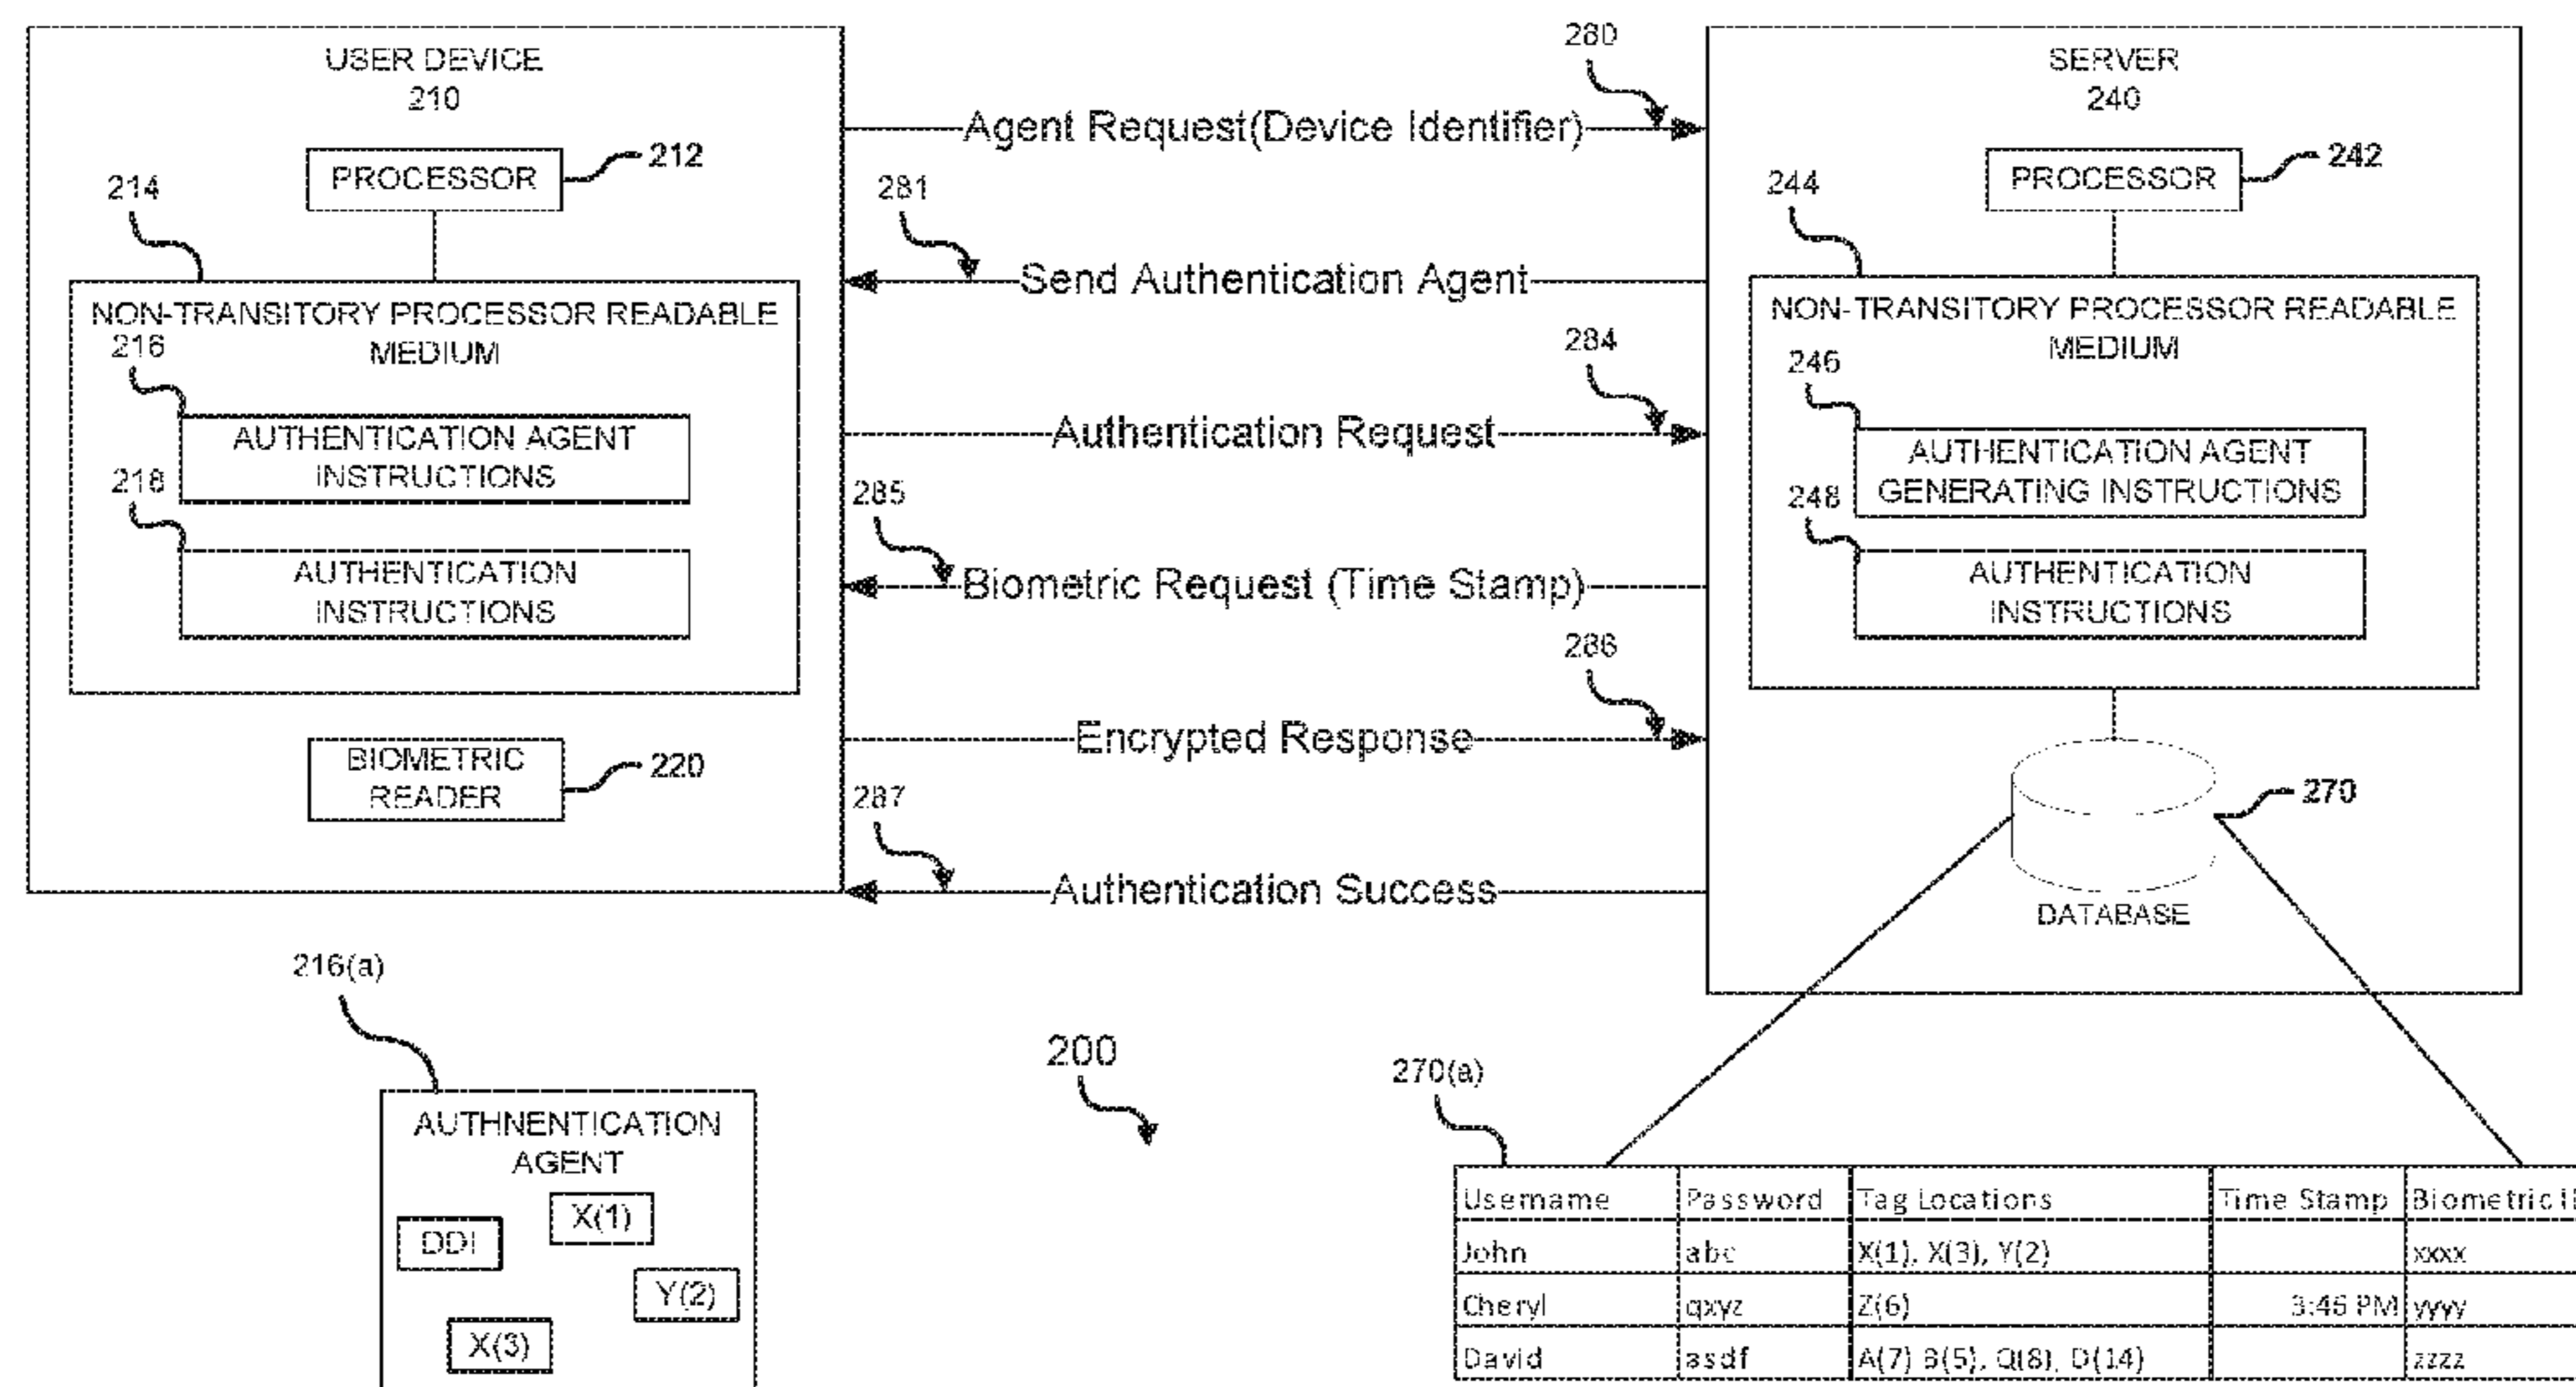 USER DEVICE
210
PROCESSOR
212
214
NON-TRANSITORY PROCESSOR READABLE
MEDIUM
216
AUTHENTICATION AGENT
INSTRUCTIONS
218
AUTHENTICATION
INSTRUCTIONS
BIOMETRIC
READER
220
280
Agent Request(Device Identifier)
281
Send Authentication Agent
284
Authentication Request
285
Biometric Request (Time Stamp)
286
Encrypted Response
287
Authentication Success
SERVER
240
PROCESSOR
242
244
NON-TRANSITORY PROCESSOR READABLE
MEDIUM
246
AUTHENTICATION AGENT
GENERATING INSTRUCTIONS
248
AUTHENTICATION
INSTRUCTIONS
270
DATABASE
216(a)
AUTHNENTICATION
AGENT
DDI
X(1)
Y(2)
X(3)
200
270(a)
Username Password Tag Locations Time Stamp Biometric
John abc X(1), X(3), Y(2) xxxx
Cheryl qxyz Z(6) 3:46 PM yyyy
David asdf A(7) B(5), Q(8), D(14) zzzz